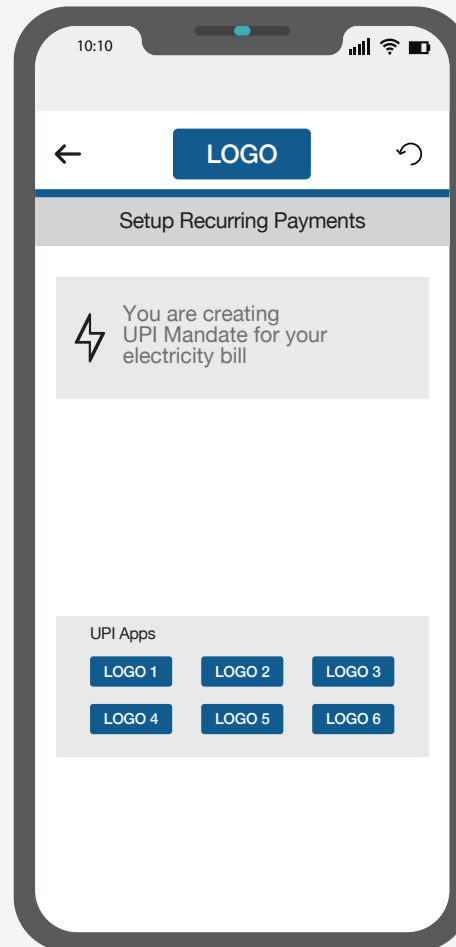 10:10
LOGO
Setup Recurring Payments
You are creating
UPI Mandate for your
electricity bill
UPI Apps
LOGO 1 LOGO 2 LOGO 3
LOGO 4 LOGO 5 LOGO 6